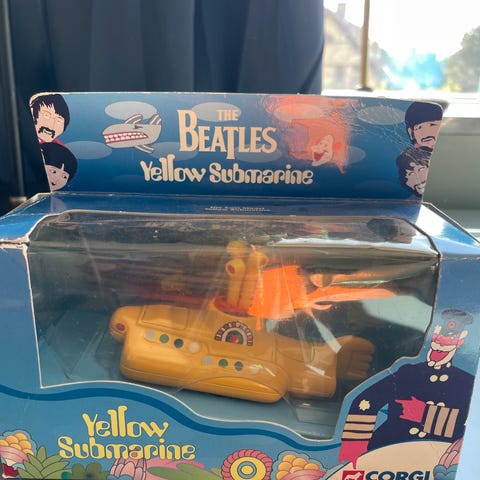 THE
BEATLES
Yellow Submarine
Yellow
Submarine
CORGI